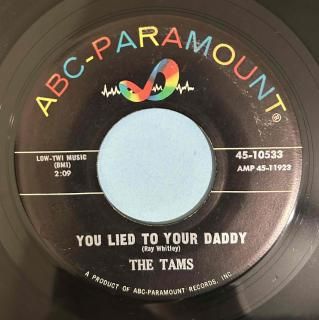 ABC-PARAMOUNT
®
LOW-TWI MUSIC
(BMI)
2:09
45-10533
AMP 45-11923
YOU LIED TO YOUR DADDY
(Ray Whitley)
THE TAMS
A PRODUCT OF ABC-PARAMOUNT RECORDS, INC.